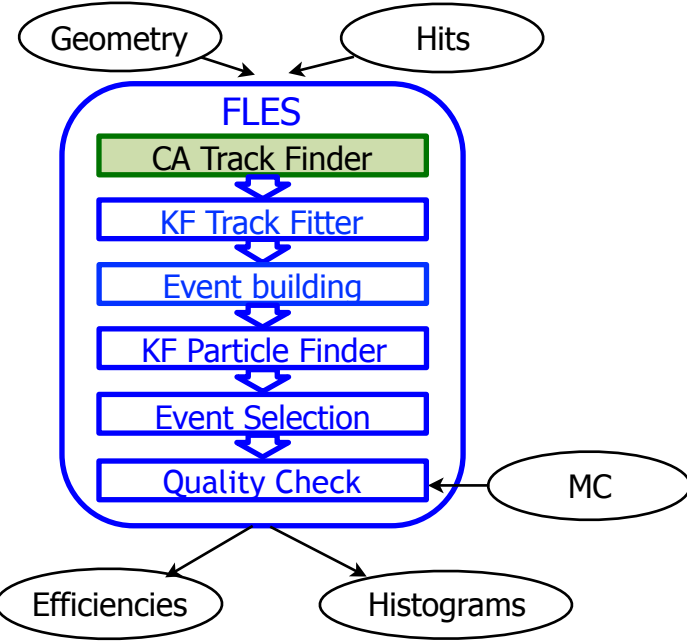 Geometry
Hits
FLES
CA Track Finder
KF Track Fitter
Event building
KF Particle Finder
Event Selection
Quality Check
MC
Efficiencies
Histograms